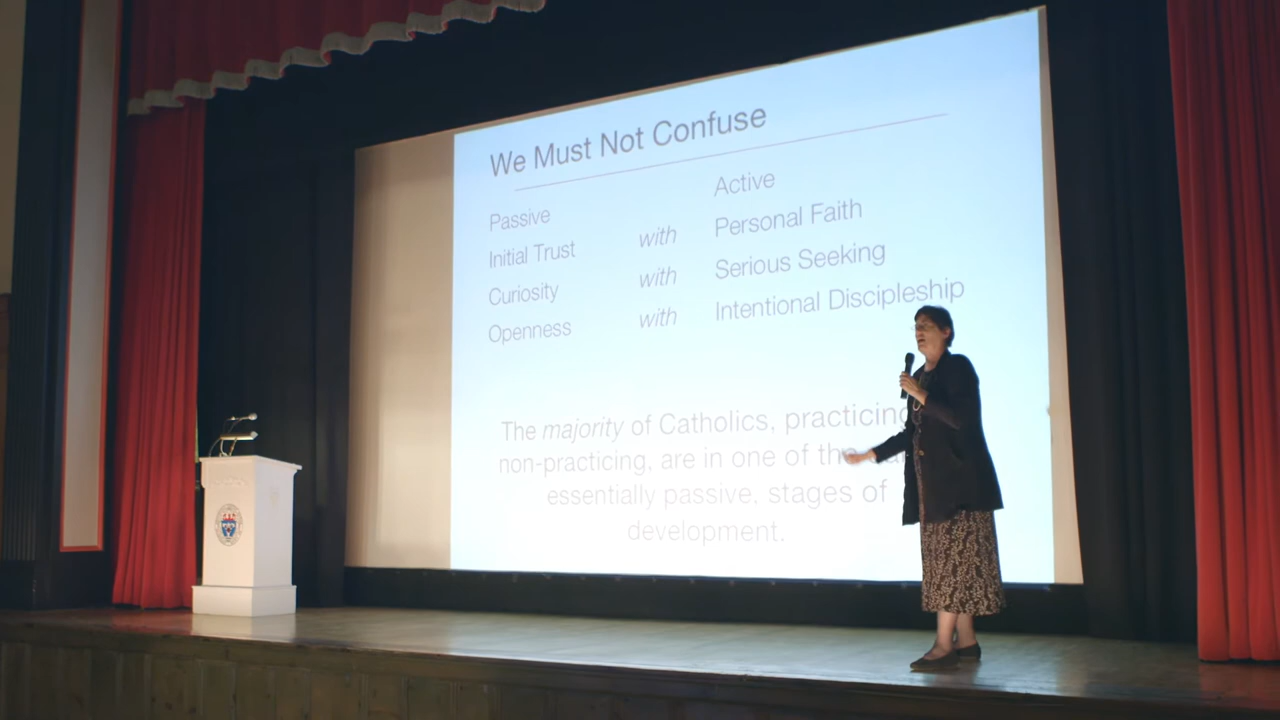 We Must Not Confuse
Active
Passive
Initial Trust with Personal Faith
Curiosity with Serious Seeking
Openness with Intentional Discipleship
The majority of Catholics, practicing
non-practicing, are in one of the
essentially passive, stages of
development.